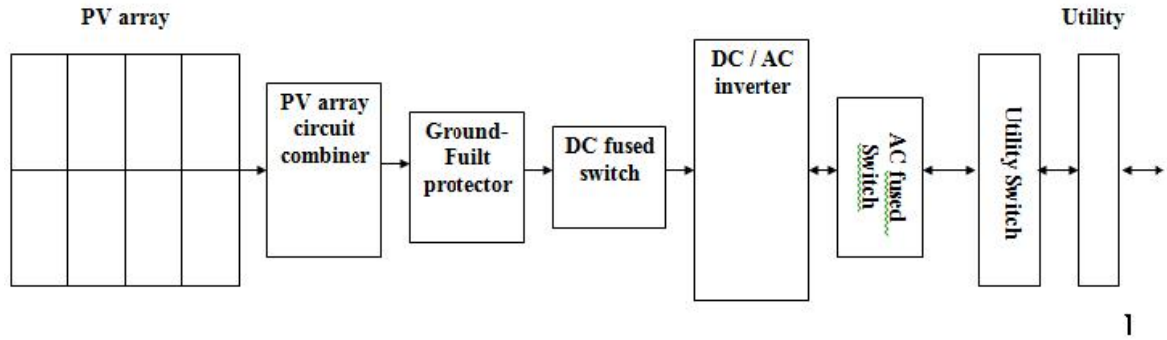 PV array
Utility
PV array
circuit
combiner
Ground-
Fuilt
protector
DC fused
switch
DC / AC
inverter
AC fused
Switch
Utility Switch
1